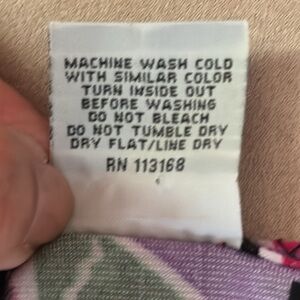 MACHINE WASH COLD
WITH SIMILAR COLOR
TURN INSIDE OUT
BEFORE WASHING
DO NOT BLEACH
DO NOT TUMBLE DRY
DRY FLAT/LINE DRY
RN 113168